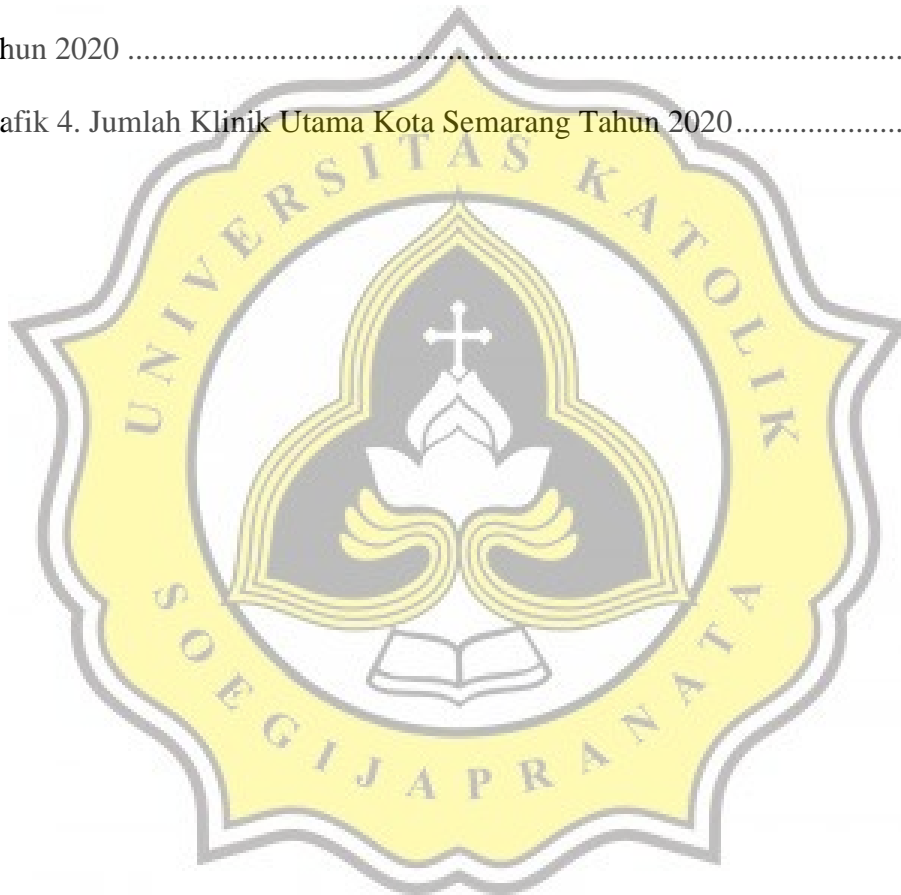 hun 2020 ........................................................................................
afik 4. Jumlah Klinik Utama Kota Semarang Tahun 2020 .....................
UNIVERSITAS KATOLIK
SOEGIJAPRANATA